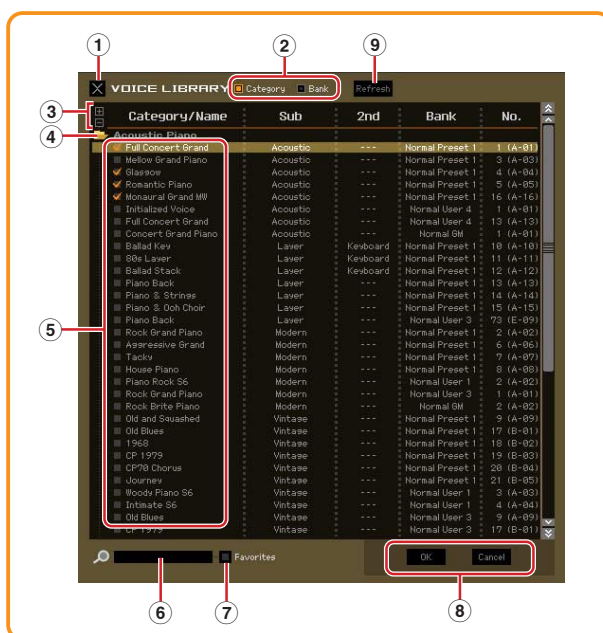 1 2 9
VOICE LIBRARY Category Bank Refresh
3 Category/Name Sub 2nd Bank No.
4 Acoustic Piano
Full Concert Grand Acoustic --- Normal Preset 1 1 (A-01)
Mellow Grand Piano Acoustic --- Normal Preset 1 3 (A-03)
Glasgow Acoustic --- Normal Preset 1 4 (A-04)
Romantic Piano Acoustic --- Normal Preset 1 5 (A-05)
Monaural Grand MW Acoustic --- Normal Preset 1 16 (A-16)
Initialized Voice Acoustic --- Normal User 4 1 (A-01)
Full Concert Grand Acoustic --- Normal User 4 13 (A-13)
Concert Grand Piano Acoustic --- Normal GM 1 (A-01)
Ballad Key Layer Keyboard Normal Preset 1 10 (A-10)
80s Layer Layer Keyboard Normal Preset 1 11 (A-11)
Ballad Stack Layer Keyboard Normal Preset 1 12 (A-12)
Piano Back Layer --- Normal Preset 1 13 (A-13)
Piano & Strings Layer --- Normal Preset 1 14 (A-14)
Piano & Ooh Choir Layer --- Normal Preset 1 15 (A-15)
5 Piano Back Layer --- Normal User 3 73 (E-09)
Rock Grand Piano Modern --- Normal Preset 1 2 (A-02)
Aggressive Grand Modern --- Normal Preset 1 6 (A-06)
Tacky Modern --- Normal Preset 1 7 (A-07)
House Piano Modern --- Normal Preset 1 8 (A-08)
Piano Rock S6 Modern --- Normal User 1 2 (A-02)
Rock Grand Piano Modern --- Normal User 3 1 (A-01)
Rock Brite Piano Modern --- Normal GM 2 (A-02)
Old and Squashed Vintage --- Normal Preset 1 9 (A-09)
Old Blues Vintage --- Normal Preset 1 17 (B-01)
1968 Vintage --- Normal Preset 1 18 (B-02)
CP 1979 Vintage --- Normal Preset 1 19 (B-03)
CP70 Chorus Vintage --- Normal Preset 1 20 (B-04)
Journey Vintage --- Normal Preset 1 21 (B-05)
Woody Piano S6 Vintage --- Normal User 1 3 (A-03)
Intimate S6 Vintage --- Normal User 1 4 (A-04)
Old Blues Vintage --- Normal User 3 9 (A-09)
CP 1979 Vintage --- Normal User 3 17 (B-01)
Favorites OK Cancel
6 7 8